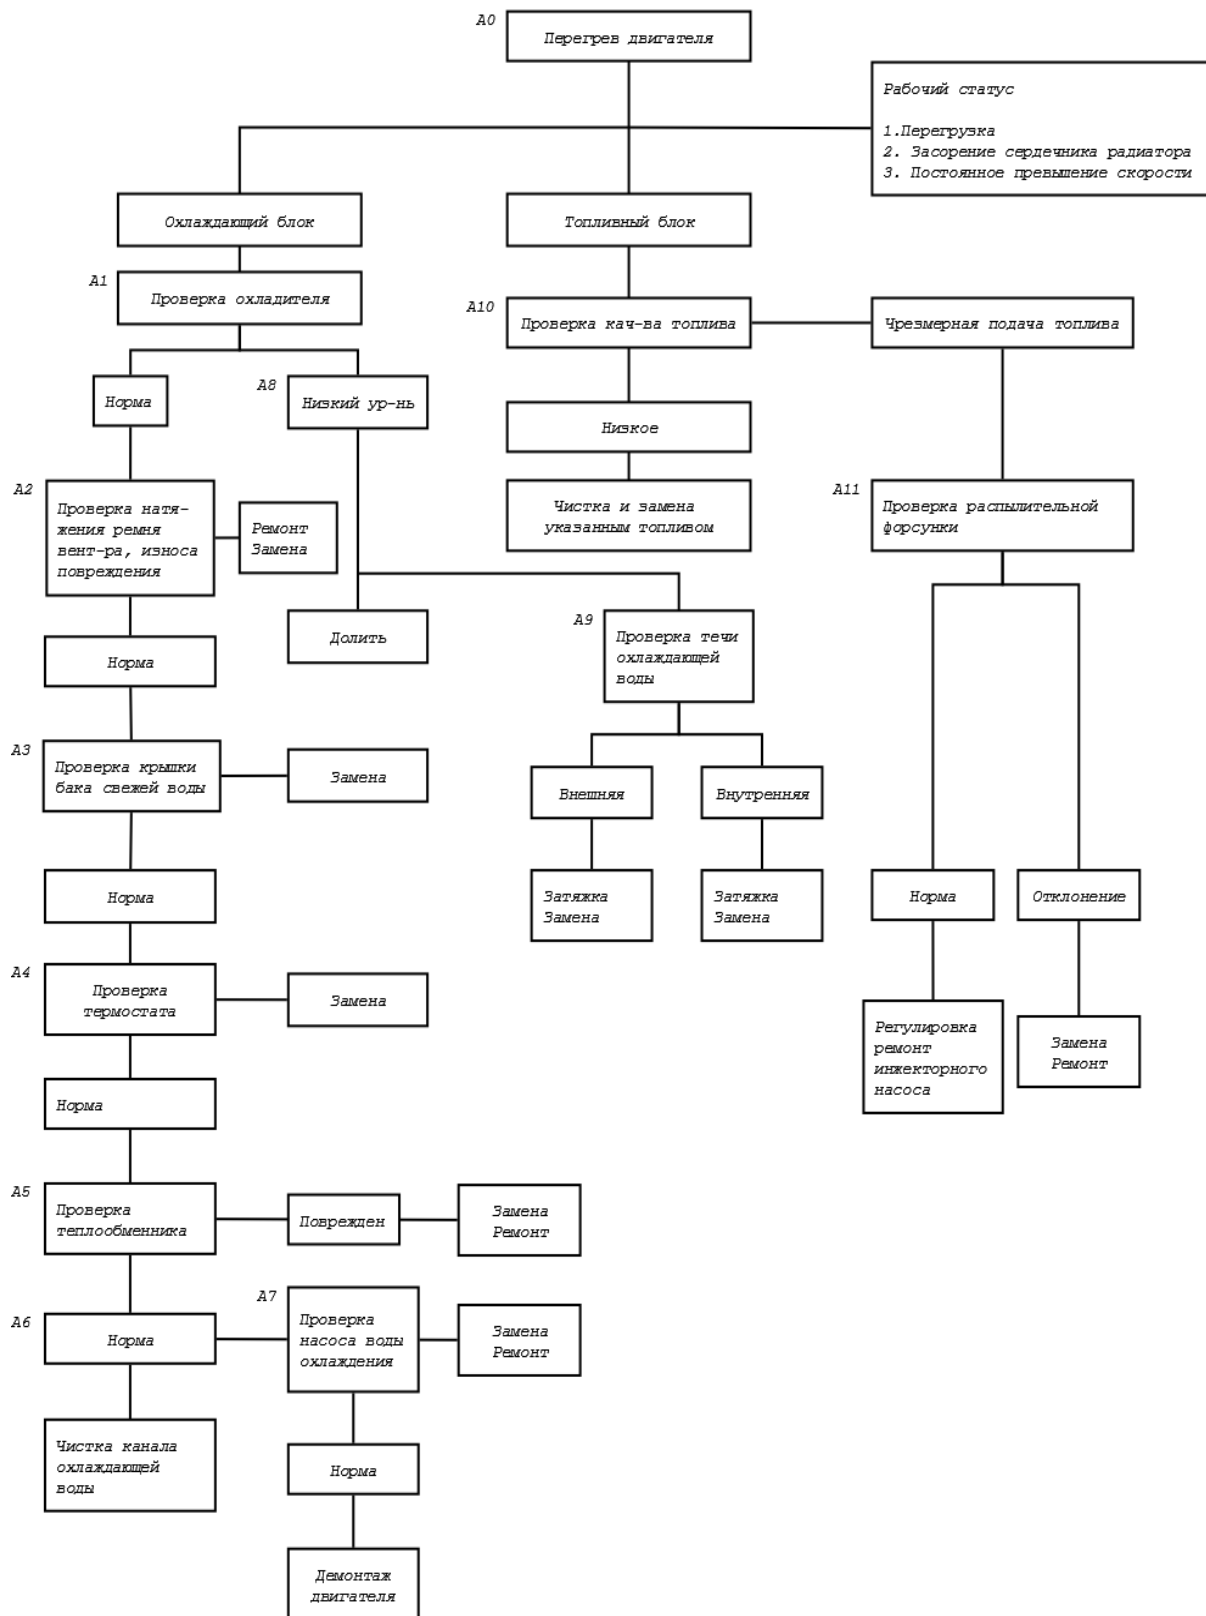 A0
Перегрев двигателя
Рабочий статус
1.Перегрузка
2. Засорение сердечника радиатора
3. Постоянное превышение скорости
Охлаждающий блок
Топливный блок
A1
Проверка охладителя
A10
Проверка кач-ва топлива
Чрезмерная подача топлива
Норма
A8
Низкий ур-нь
Низкое
A2
Проверка натя-
жения ремня
вент-ра, износа
повреждения
Ремонт
Замена
Чистка и замена
указанным топливом
A11
Проверка распылительной
форсунки
Норма
Долить
A9
Проверка течи
охлаждающей
воды
A3
Проверка крышки
бака свежей воды
Замена
Внешняя
Внутренняя
Норма
Затяжка
Замена
Затяжка
Замена
Норма
Отклонение
A4
Проверка
термостата
Замена
Регулировка
ремонт
инжекторного
насоса
Замена
Ремонт
Норма
A5
Проверка
теплообменника
Поврежден
Замена
Ремонт
A6
Норма
A7
Проверка
насоса воды
охлаждения
Замена
Ремонт
Чистка канала
охлаждающей
воды
Норма
Демонтаж
двигателя